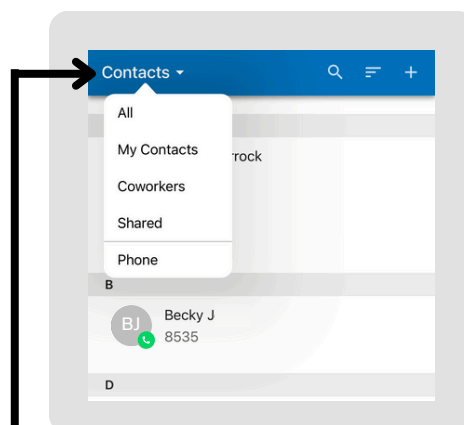 Contacts
All
My Contacts
rock
Coworkers
Shared
Phone
B
BJ
Becky J
8535
D